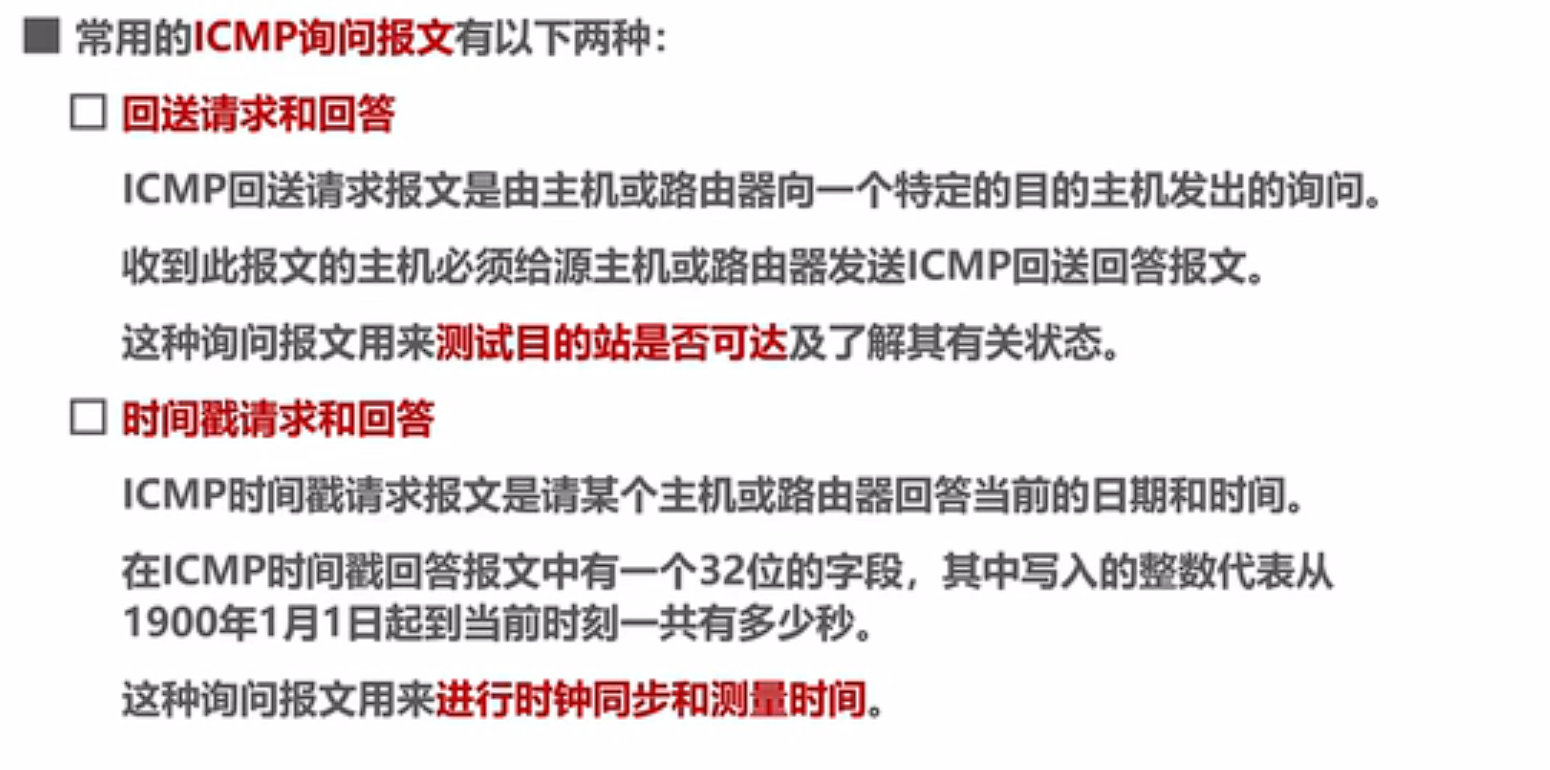 ■ 常用的ICMP询问报文有以下两种：
□ 回送请求和回答
ICMP回送请求报文是由主机或路由器向一个特定的目的主机发出的询问。
收到此报文的主机必须给源主机或路由器发送ICMP回送回答报文。
这种询问报文用来测试目的站是否可达及了解其有关状态。
□ 时间戳请求和回答
ICMP时间戳请求报文是请某个主机或路由器回答当前的日期和时间。
在ICMP时间戳回答报文中有一个32位的字段，其中写入的整数代表从
1900年1月1日起到当前时刻一共有多少秒。
这种询问报文用来进行时钟同步和测量时间。